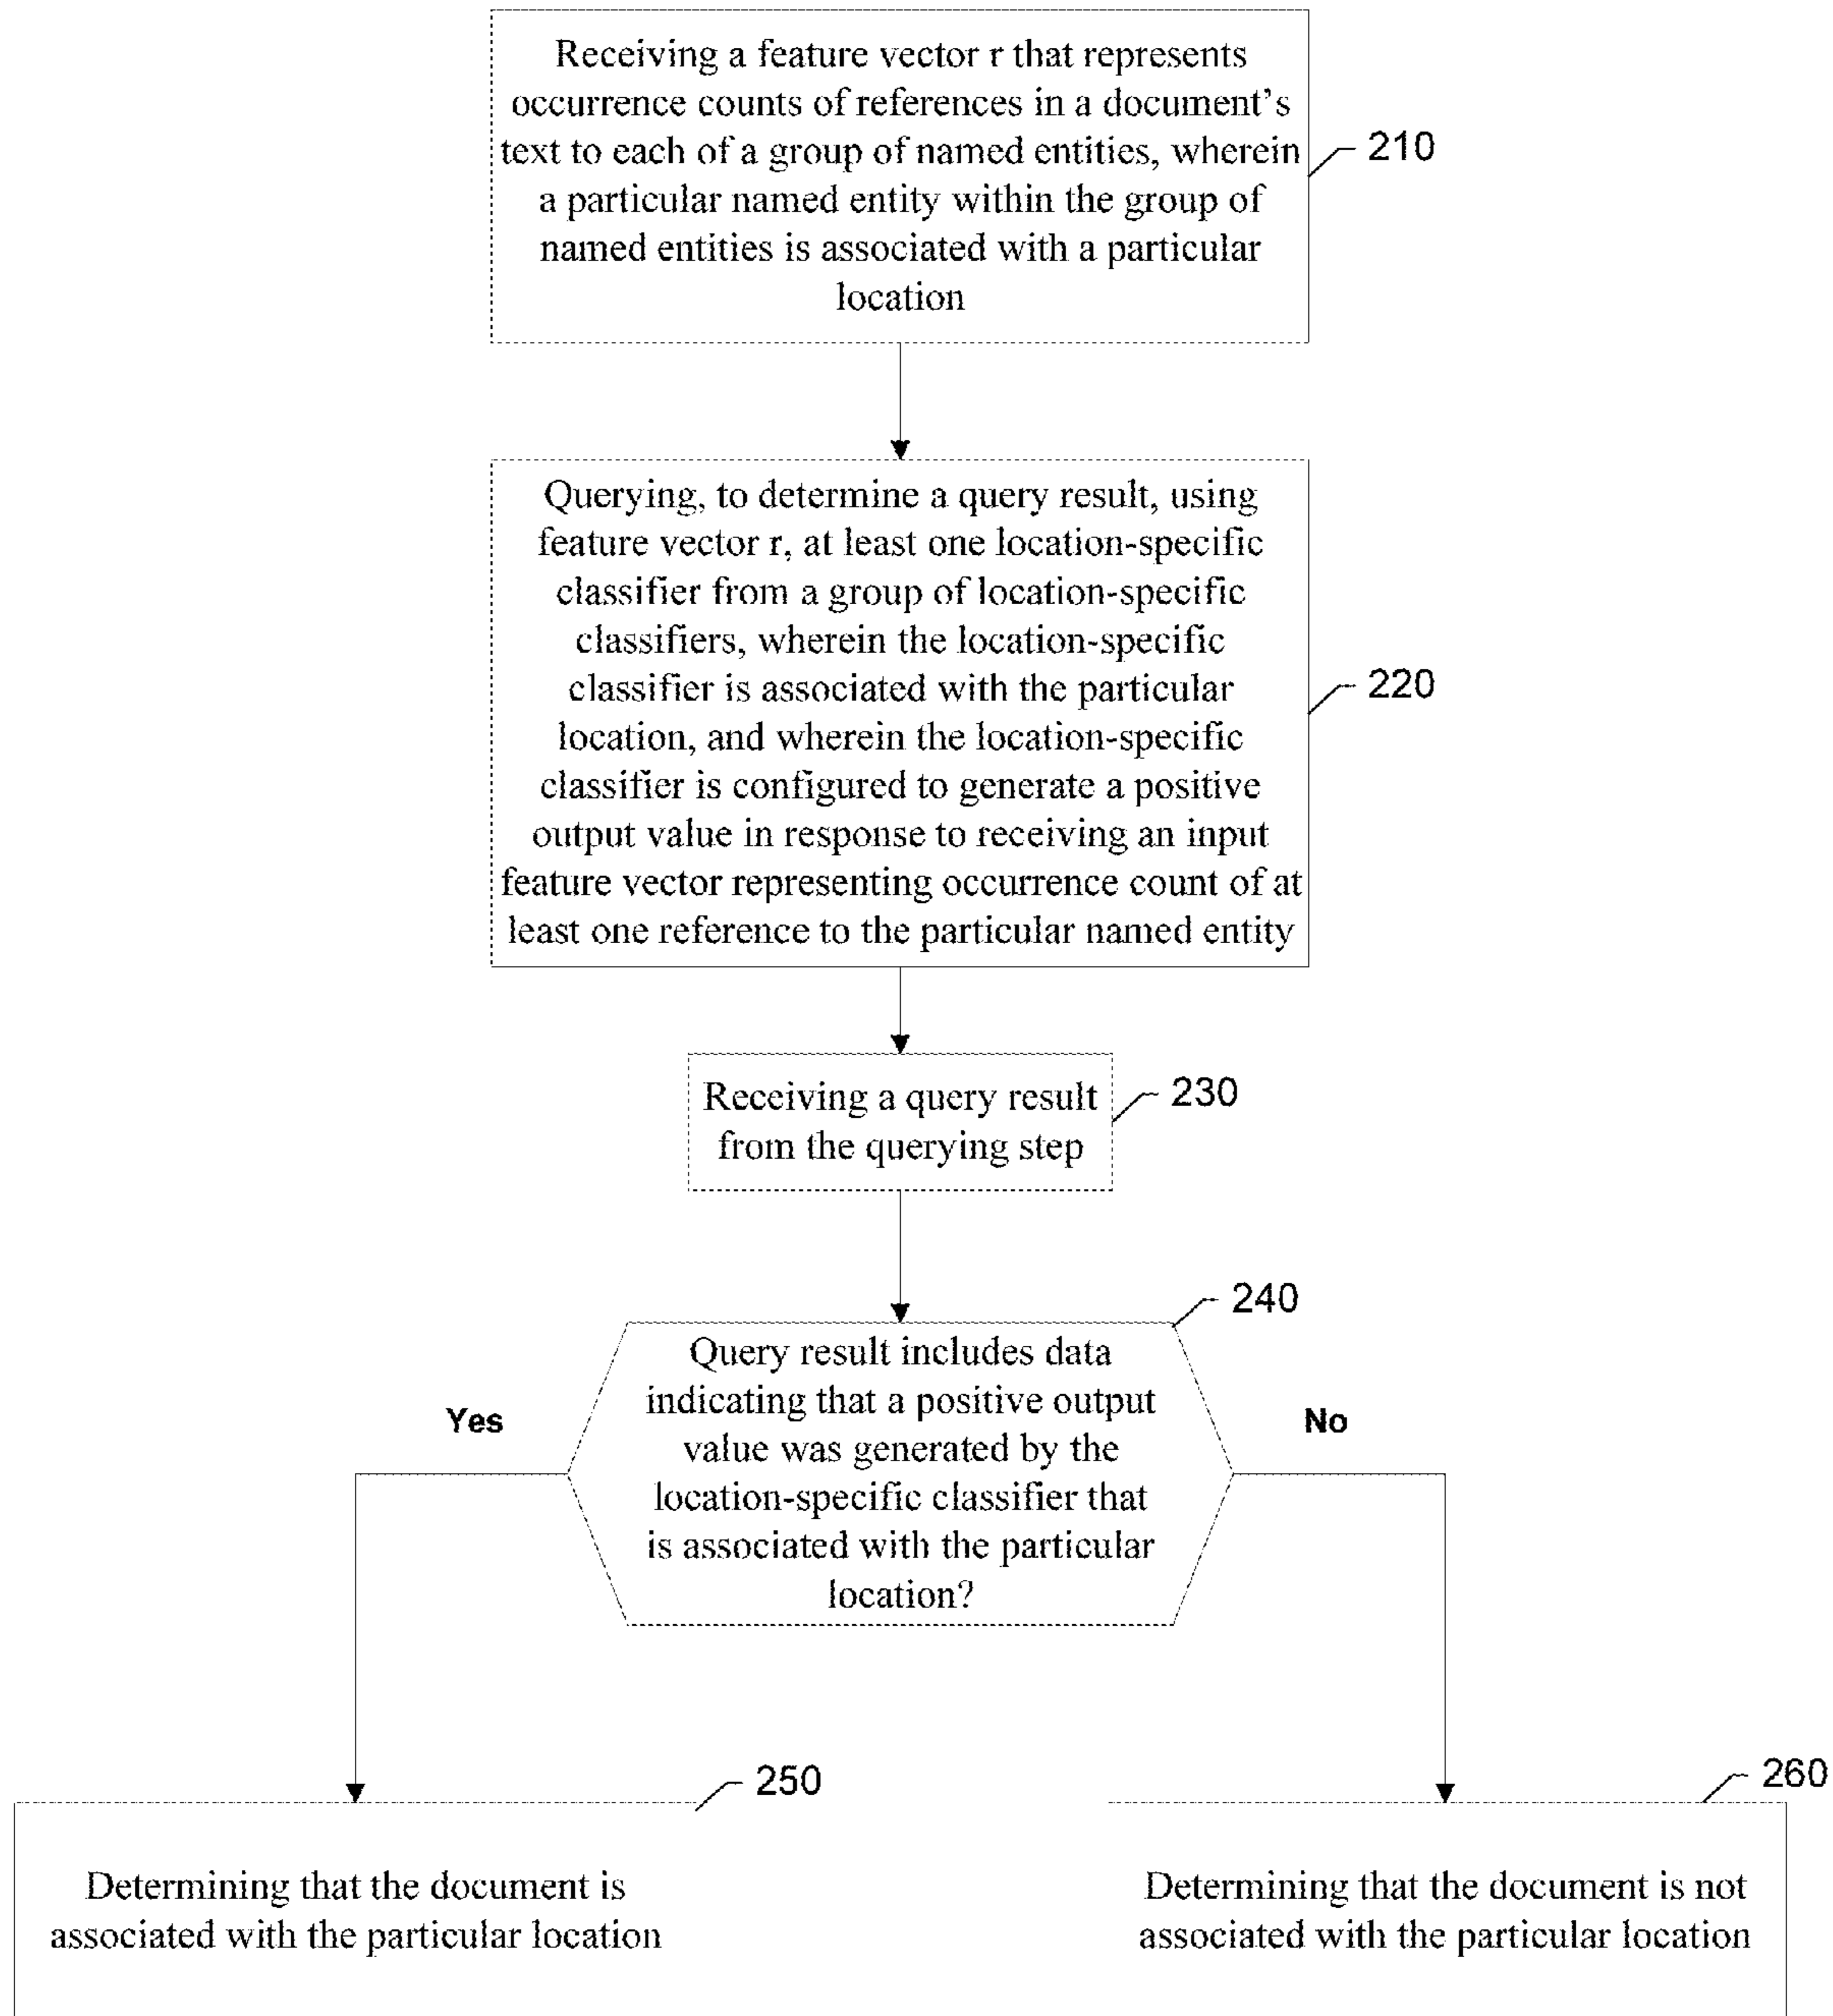 Receiving a feature vector r that represents
occurrence counts of references in a document's
text to each of a group of named entities, wherein
a particular named entity within the group of
named entities is associated with a particular
location
210
Querying, to determine a query result, using
feature vector r, at least one location-specific
classifier from a group of location-specific
classifiers, wherein the location-specific
classifier is associated with the particular
location, and wherein the location-specific
classifier is configured to generate a positive
output value in response to receiving an input
feature vector representing occurrence count of at
least one reference to the particular named entity
220
Receiving a query result
from the querying step
230
240
Query result includes data
indicating that a positive output
value was generated by the
location-specific classifier that
is associated with the particular
location?
Yes
No
250
Determining that the document is
associated with the particular location
260
Determining that the document is not
associated with the particular location